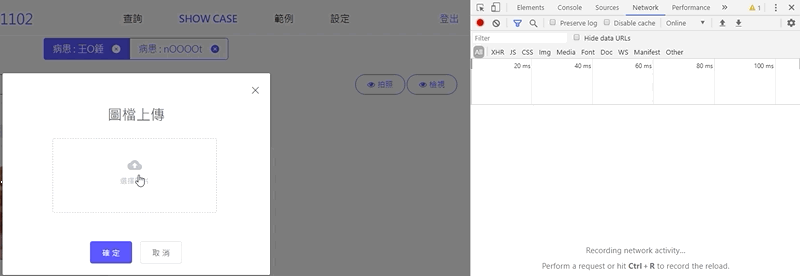 1102
查詢
SHOW CASE
範例
設定
登出
病患 : 王O錘
病患 : nOOOOt
拍照
檢視
圖檔上傳
確 定
取 消
Elements
Console
Sources
Network
Performance
»
1
Preserve log
Disable cache
Online
Filter
Hide data URLs
All
XHR
JS
CSS
Img
Media
Font
Doc
WS
Manifest
Other
20 ms
40 ms
60 ms
80 ms
100 ms
Recording network activity...
Perform a request or hit Ctrl + R to record the reload.